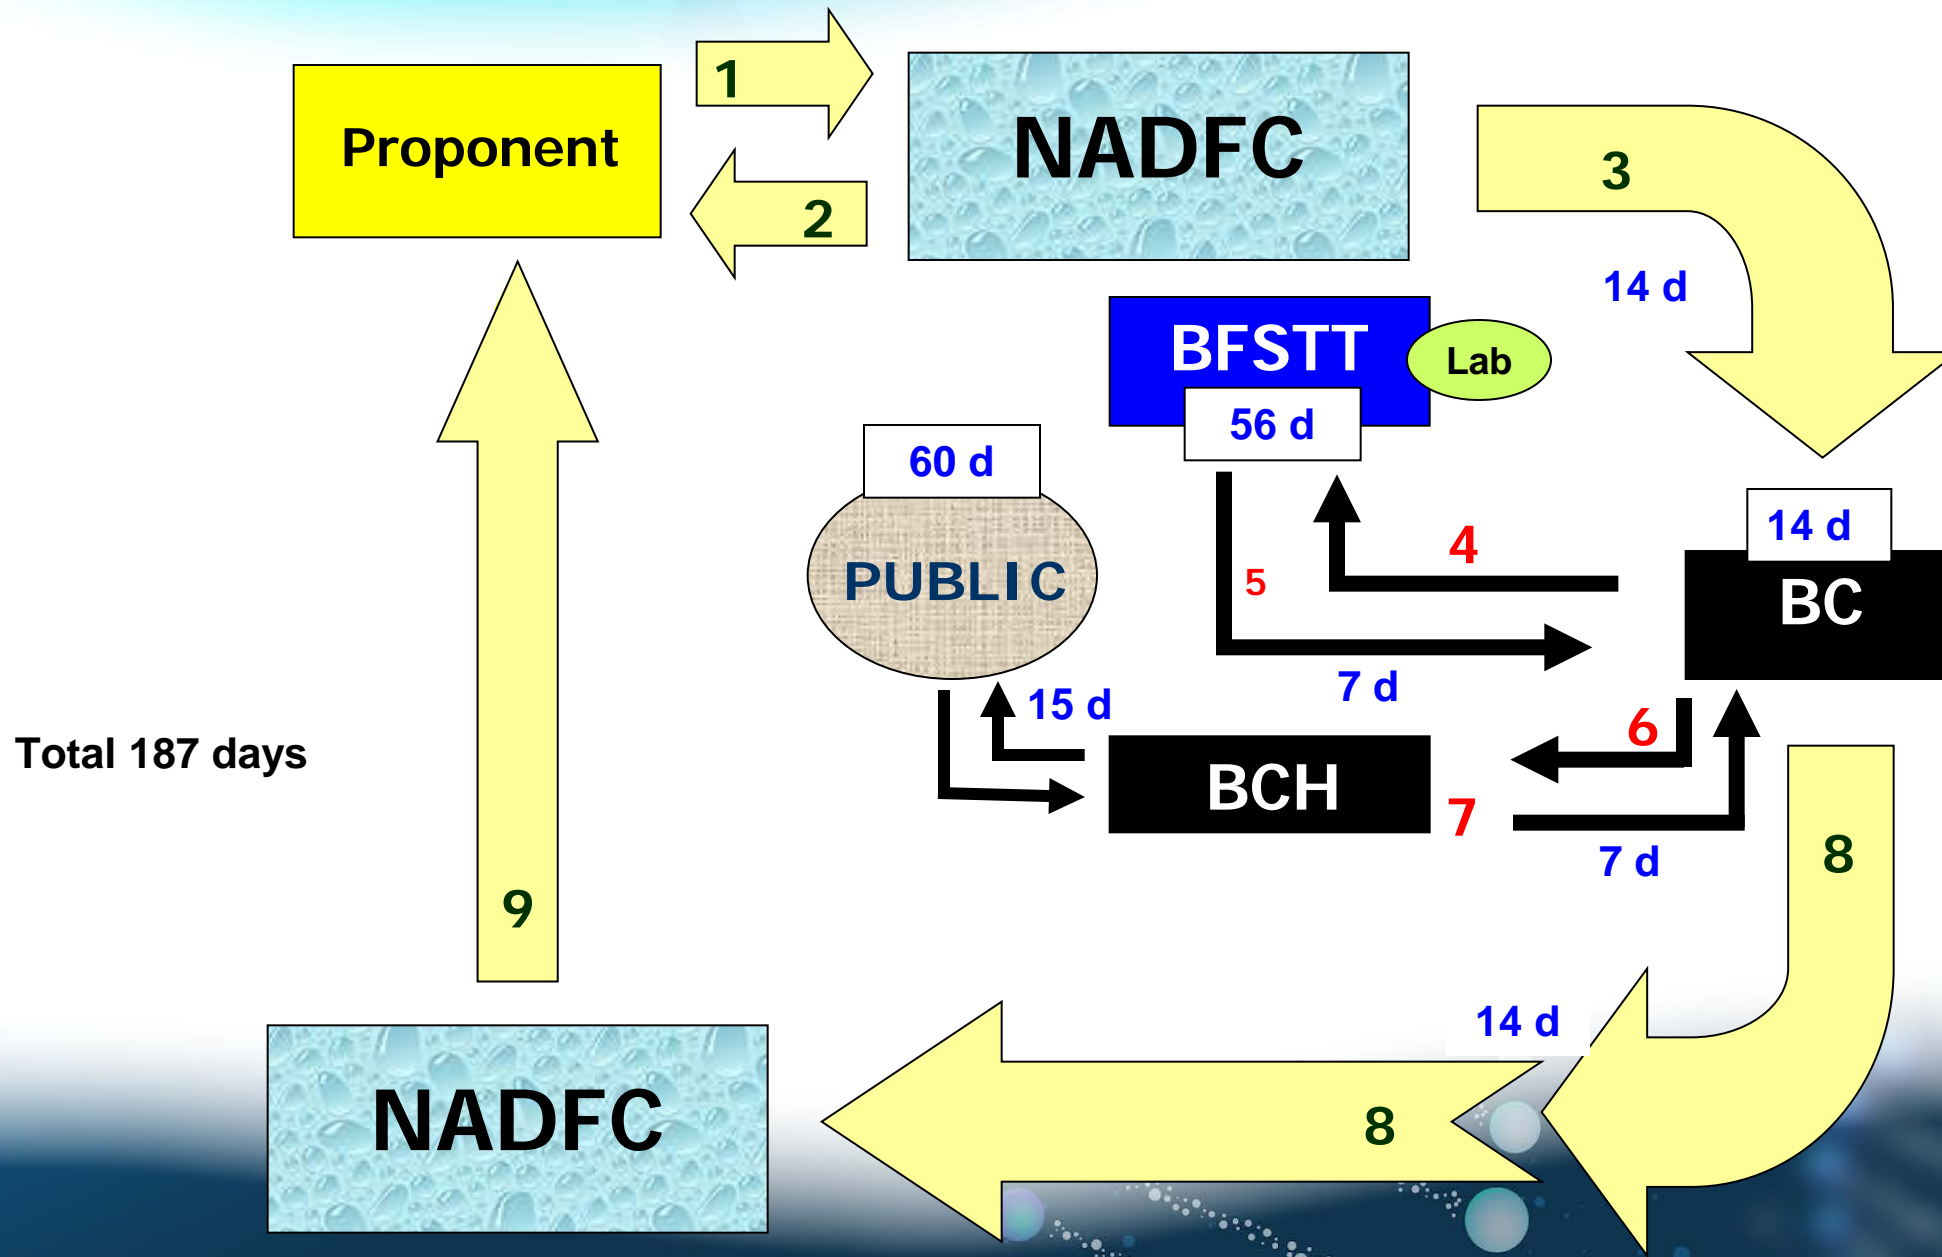 1
Proponent
NADFC
3
2
14 d
BFSTT
Lab
56 d
60 d
14 d
4
PUBLIC
5
BC
7 d
15 d
6
Total 187 days
BCH
7
7 d
8
9
14 d
NADFC
8